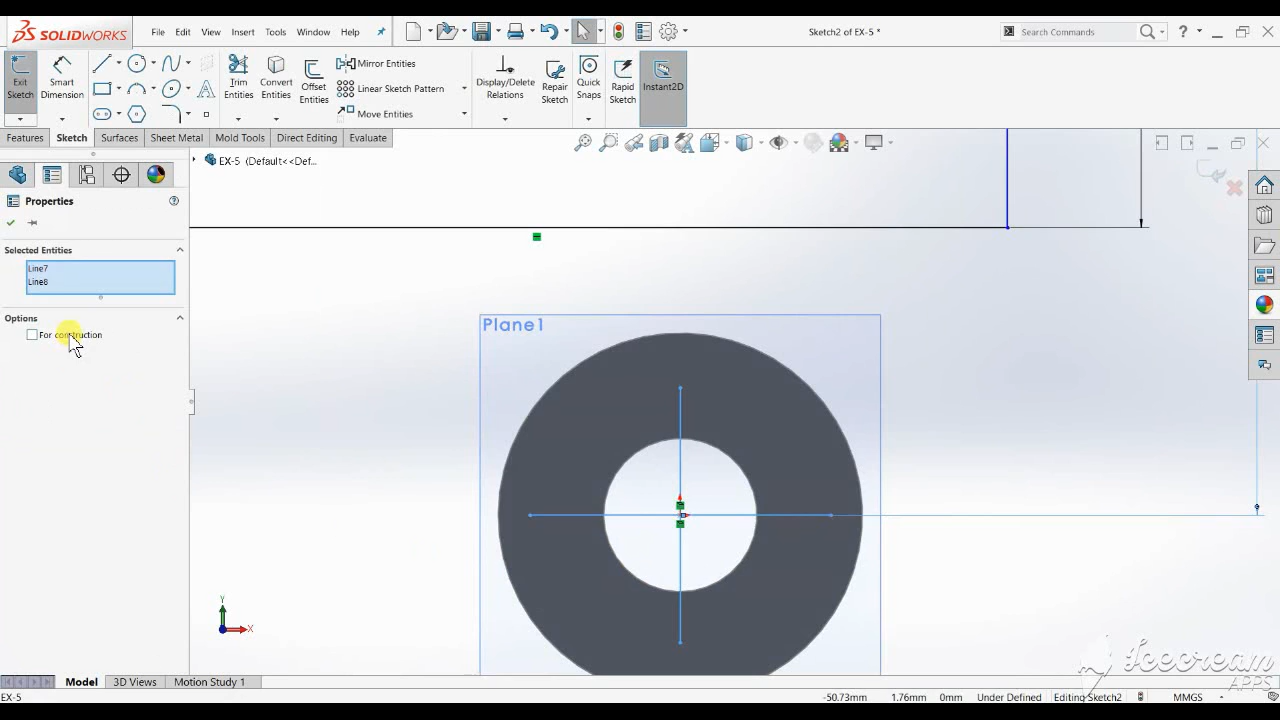 SOLIDWORKS
File Edit View Insert Tools Window Help
Sketch2 of EX-5 *
Search Commands
Exit Sketch
Smart Dimension
Trim Entities
Convert Entities
Offset Entities
Mirror Entities
Linear Sketch Pattern
Move Entities
Display/Delete Relations
Repair Sketch
Quick Snaps
Rapid Sketch
Instant2D
Features Sketch Surfaces Sheet Metal Mold Tools Direct Editing Evaluate
EX-5 (Default<<Def...
Properties
Selected Entities
Line7
Line8
Options
For construction
Plane1
Y
X
Icecream
APPS
Model 3D Views Motion Study 1
EX-5 -50.73mm 1.76mm 0mm Under Defined Editing Sketch2 MMGS